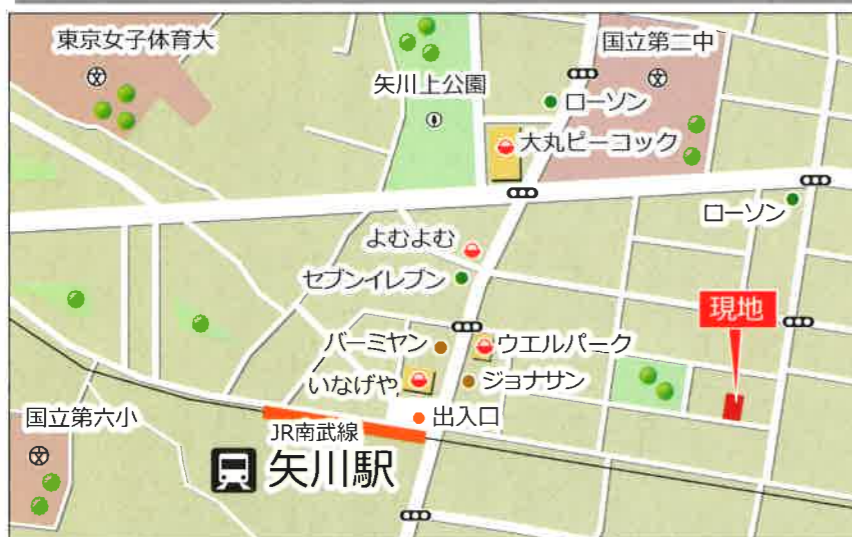 東京女子体育大
国立第二中
矢川上公園
ローソン
大丸ピーコック
ローソン
よむよむ
セブンイレブン
現地
バーミヤン
ウエルパーク
いなげや
ジョナサン
国立第六小
出入口
JR南武線
矢川駅